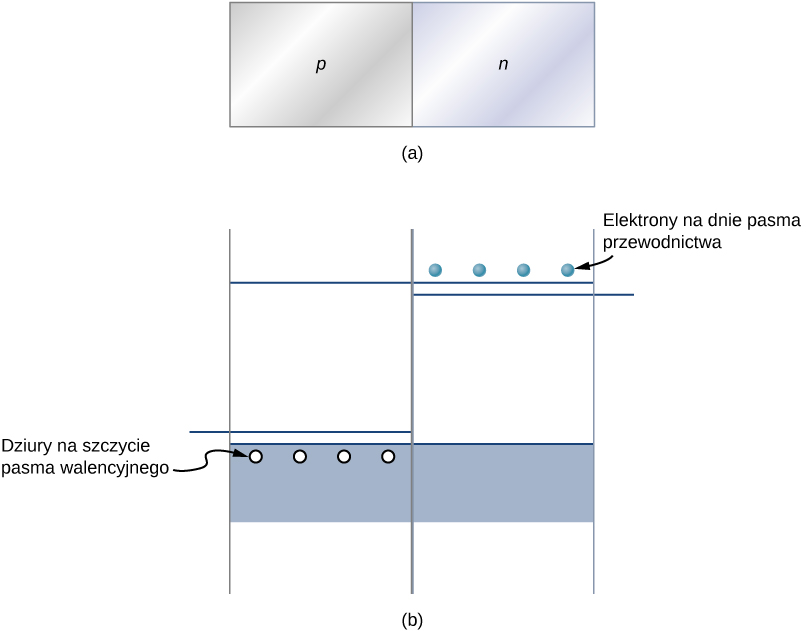 p
n
(a)
Elektrony na dnie pasma
przewodnictwa
Dziury na szczycie
pasma walencyjnego
(b)